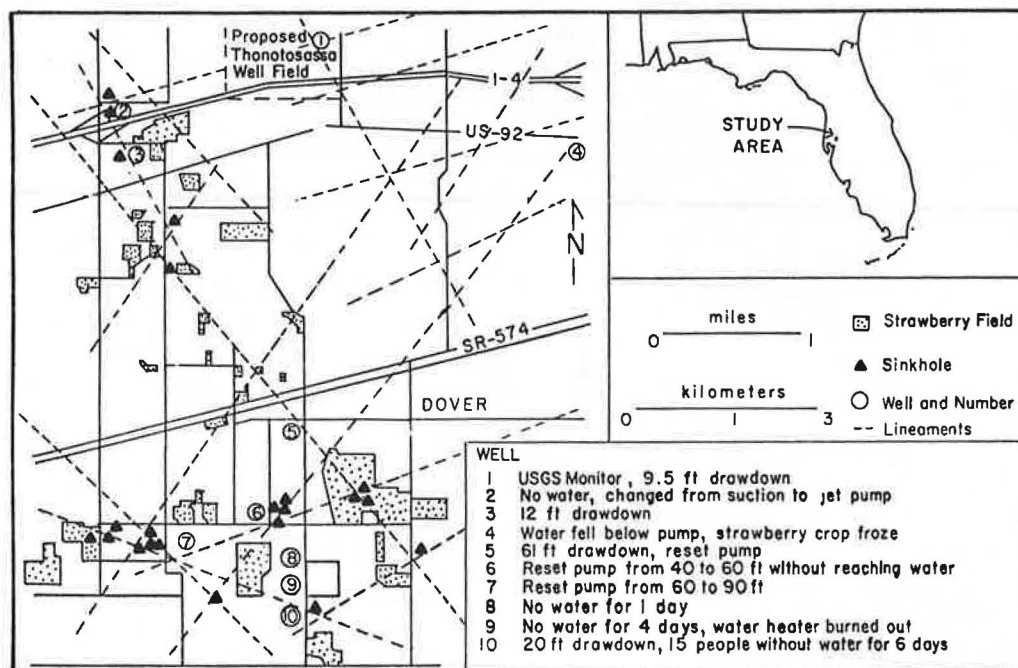 Proposed 1
Thonotosassa
Well Field
I-4
2
US-92
3
4
N
SR-574
DOVER
5
6
7
8
9
10
STUDY
AREA
miles
0 1
kilometers
0 1 3
Strawberry Field
Sinkhole
Well and Number
Lineaments
WELL
1 USGS Monitor, 9.5 ft drawdown
2 No water, changed from suction to jet pump
3 12 ft drawdown
4 Water fell below pump, strawberry crop froze
5 61 ft drawdown, reset pump
6 Reset pump from 40 to 60 ft without reaching water
7 Reset pump from 60 to 90 ft
8 No water for 1 day
9 No water for 4 days, water heater burned out
10 20 ft drawdown, 15 people without water for 6 days